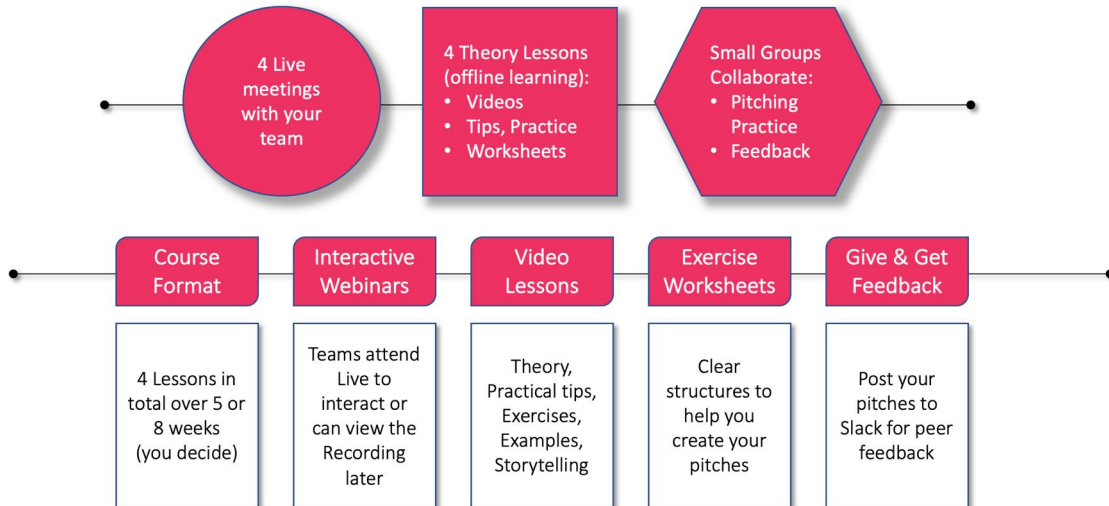 4 Live
meetings
with your
team
4 Theory Lessons
(offline learning):
• Videos
• Tips, Practice
• Worksheets
Small Groups
Collaborate:
• Pitching
Practice
• Feedback
Course
Format
Interactive
Webinars
Video
Lessons
Exercise
Worksheets
Give & Get
Feedback
4 Lessons in
total over 5 or
8 weeks
(you decide)
Teams attend
Live to
interact or
can view the
Recording
later
Theory,
Practical tips,
Exercises,
Examples,
Storytelling
Clear
structures to
help you
create your
pitches
Post your
pitches to
Slack for peer
feedback